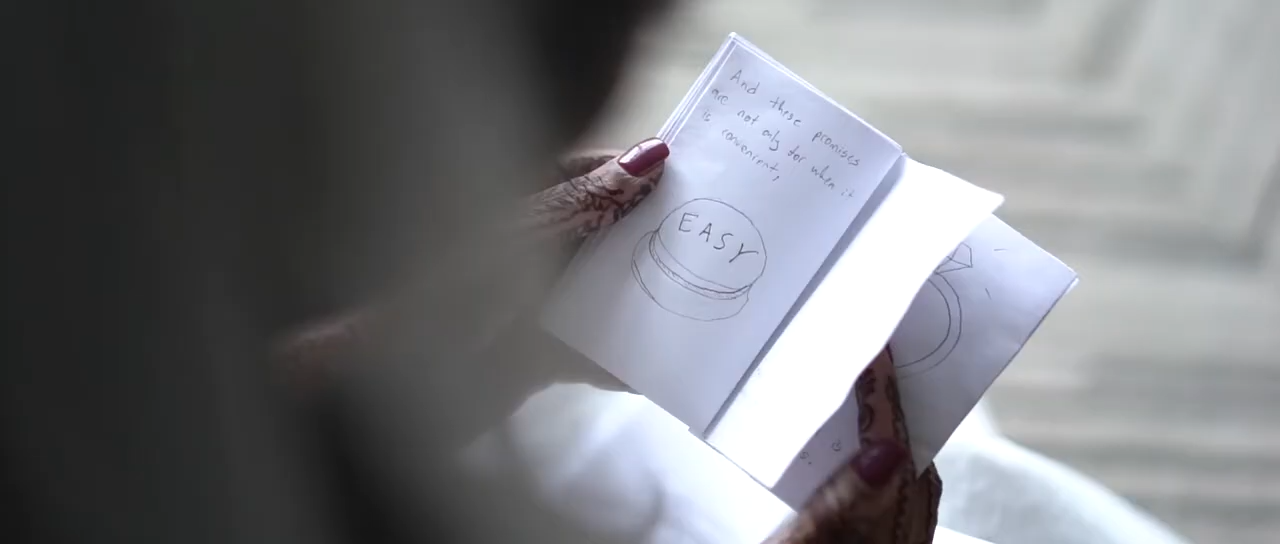 And these promises
are not only for when it
is convenient,
EASY